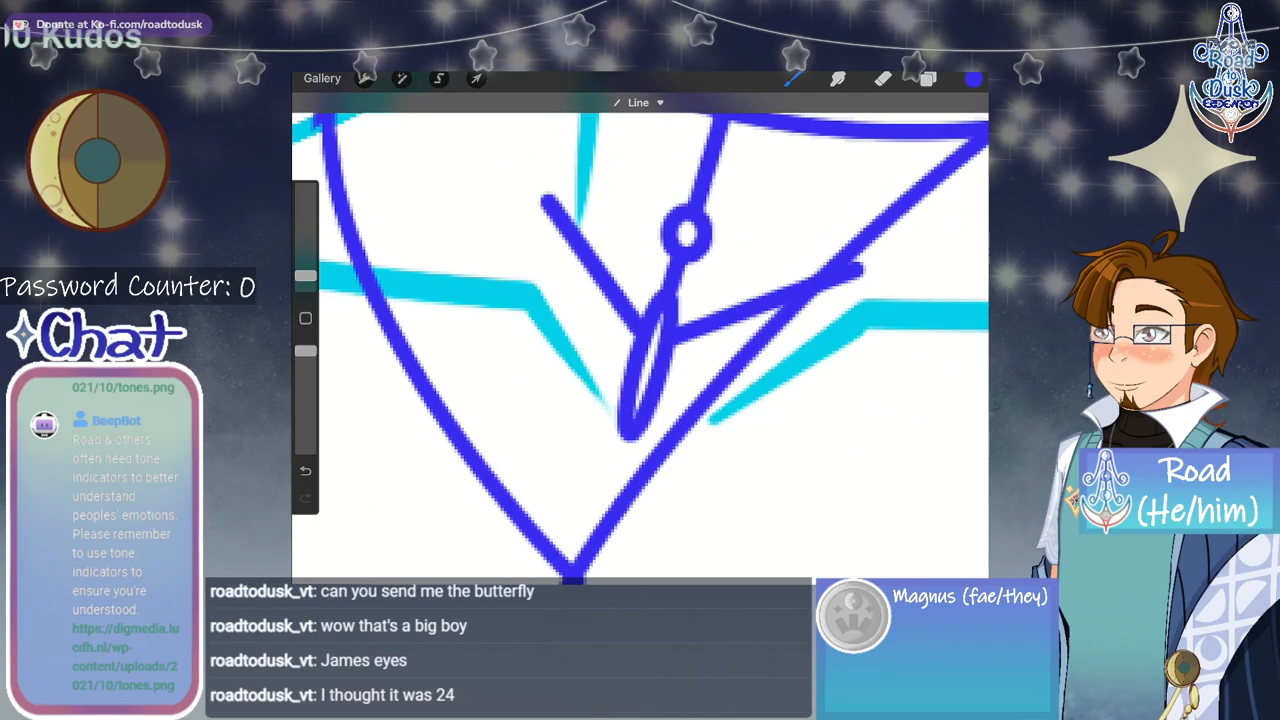 Donate at Ko-fi.com/roadtodusk
0 Kudos
Road
to
Dusk
Gallery
Line
Password Counter: 0
Chat
021/10/tones.png
BeepBot
Road & others
often need tone
indicators to better
understand
peoples' emotions.
Please remember
to use tone
indicators to
ensure you're
understood.
https://digmedia.lu
cdh.nl/wp-
content/uploads/2
021/10/tones.png
roadtodusk_vt: can you send me the butterfly
roadtodusk_vt: wow that's a big boy
roadtodusk_vt: James eyes
roadtodusk_vt: I thought it was 24
Magnus (fae/they)
Road
(He/him)